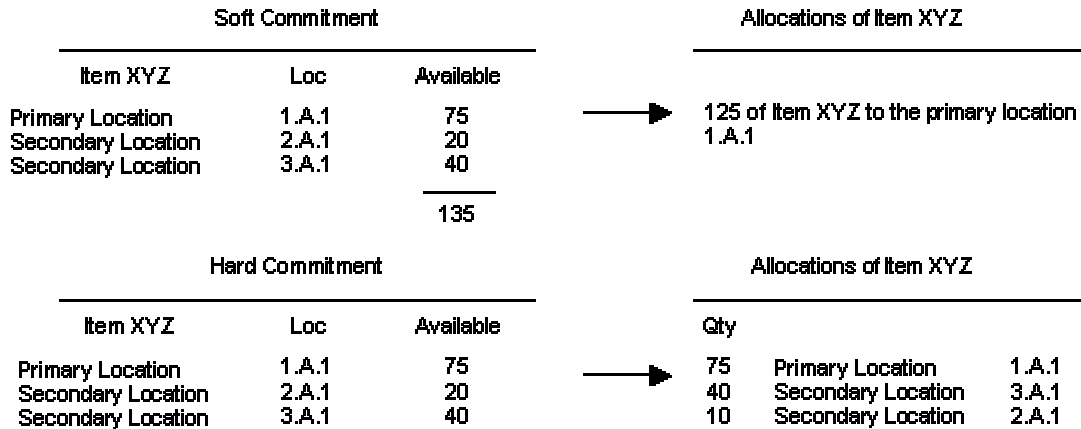 Soft Commitment
Item XYZ Loc Available
Primary Location 1.A.1 75
Secondary Location 2.A.1 20
Secondary Location 3.A.1 40
135
Allocations of Item XYZ
125 of Item XYZ to the primary location
1.A.1
Hard Commitment
Item XYZ Loc Available
Primary Location 1.A.1 75
Secondary Location 2.A.1 20
Secondary Location 3.A.1 40
Allocations of Item XYZ
Qty
75 Primary Location 1.A.1
40 Secondary Location 3.A.1
10 Secondary Location 2.A.1